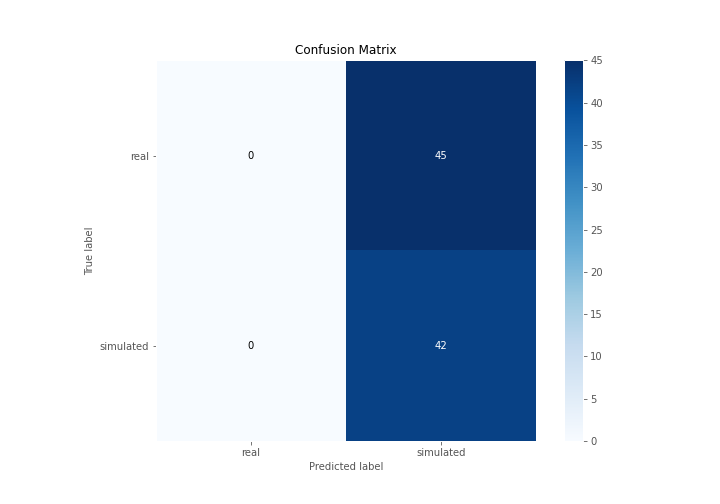 Confusion Matrix
True label
real
simulated
0
45
0
42
real
simulated
Predicted label
45
40
35
30
25
20
15
10
5
0